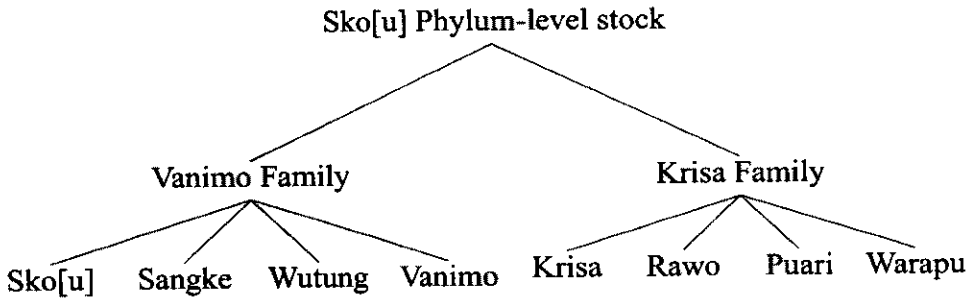 Sko[u] Phylum-level stock
Vanimo Family
Krisa Family
Sko[u] Sangke Wutung Vanimo Krisa Rawo Puari Warapu